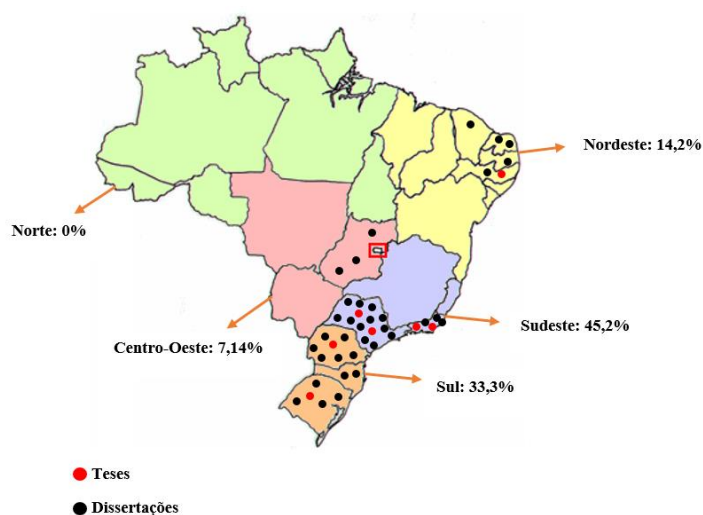 Nordeste: 14,2%
Norte: 0%
Sudeste: 45,2%
Centro-Oeste: 7,14%
Sul: 33,3%
Teses
Dissertações